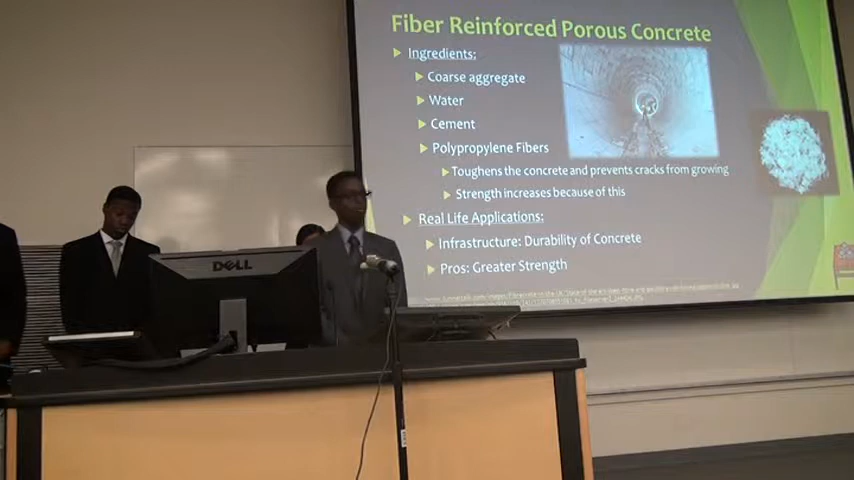 Fiber Reinforced Porous Concrete
Ingredients:
Coarse aggregate
Water
Cement
Polypropylene Fibers
Toughens the concrete and prevents cracks from growing
Strength increases because of this
Real Life Applications:
Infrastructure: Durability of Concrete
Pros: Greater Strength
DELL